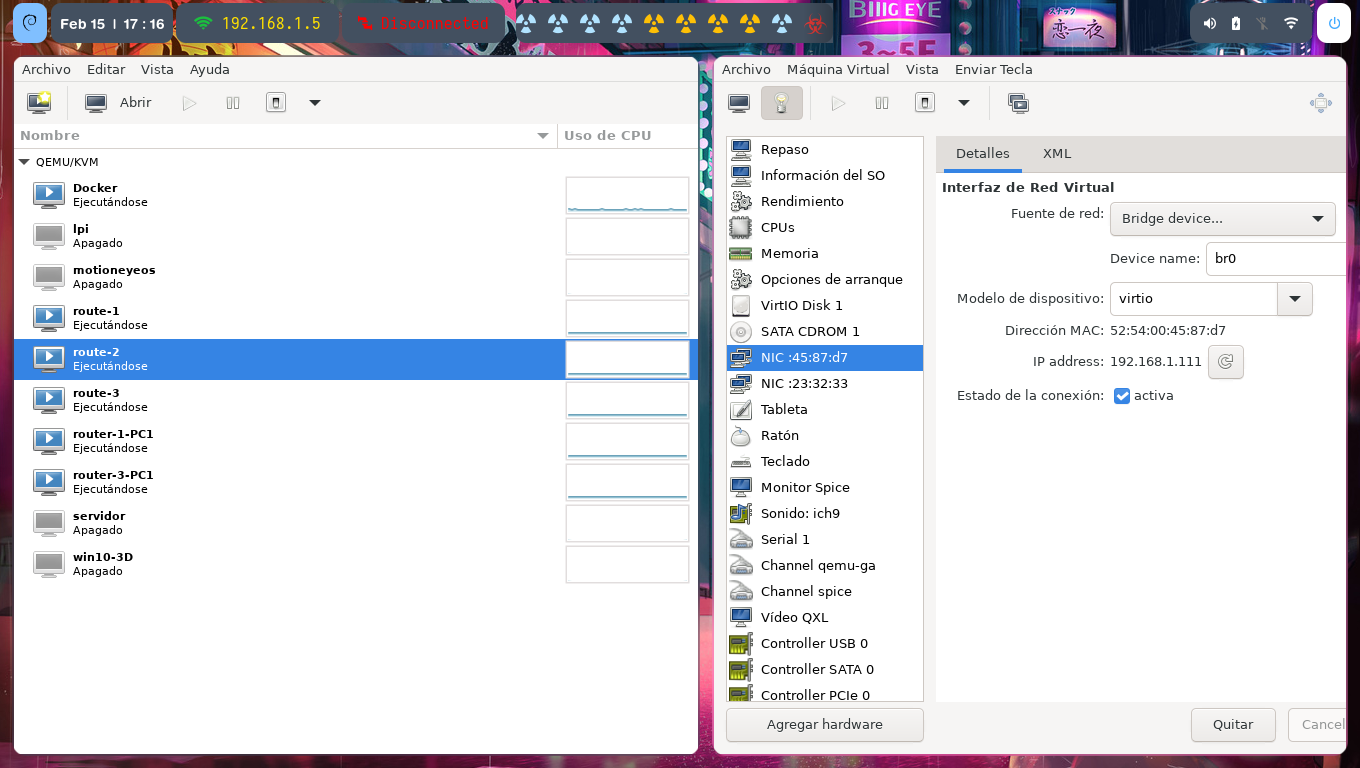 Feb 15 | 17:16
192.168.1.5
Disconnected
BIIIG EYE
3~5F
スナック
恋一夜
Archivo Editar Vista Ayuda
Abrir
Nombre Uso de CPU
QEMU/KVM
Docker
Ejecutándose
lpi
Apagado
motioneyeos
Apagado
route-1
Ejecutándose
route-2
Ejecutándose
route-3
Ejecutándose
router-1-PC1
Ejecutándose
router-3-PC1
Ejecutándose
servidor
Apagado
win10-3D
Apagado
Archivo Máquina Virtual Vista Enviar Tecla
Repaso
Información del SO
Rendimiento
CPUs
Memoria
Opciones de arranque
VirtIO Disk 1
SATA CDROM 1
NIC :45:87:d7
NIC :23:32:33
Tableta
Ratón
Teclado
Monitor Spice
Sonido: ich9
Serial 1
Channel qemu-ga
Channel spice
Vídeo QXL
Controller USB 0
Controller SATA 0
Controller PCIe 0
Agregar hardware
Detalles XML
Interfaz de Red Virtual
Fuente de red: Bridge device...
Device name: br0
Modelo de dispositivo: virtio
Dirección MAC: 52:54:00:45:87:d7
IP address: 192.168.1.111
Estado de la conexión: activa
Quitar Cancel